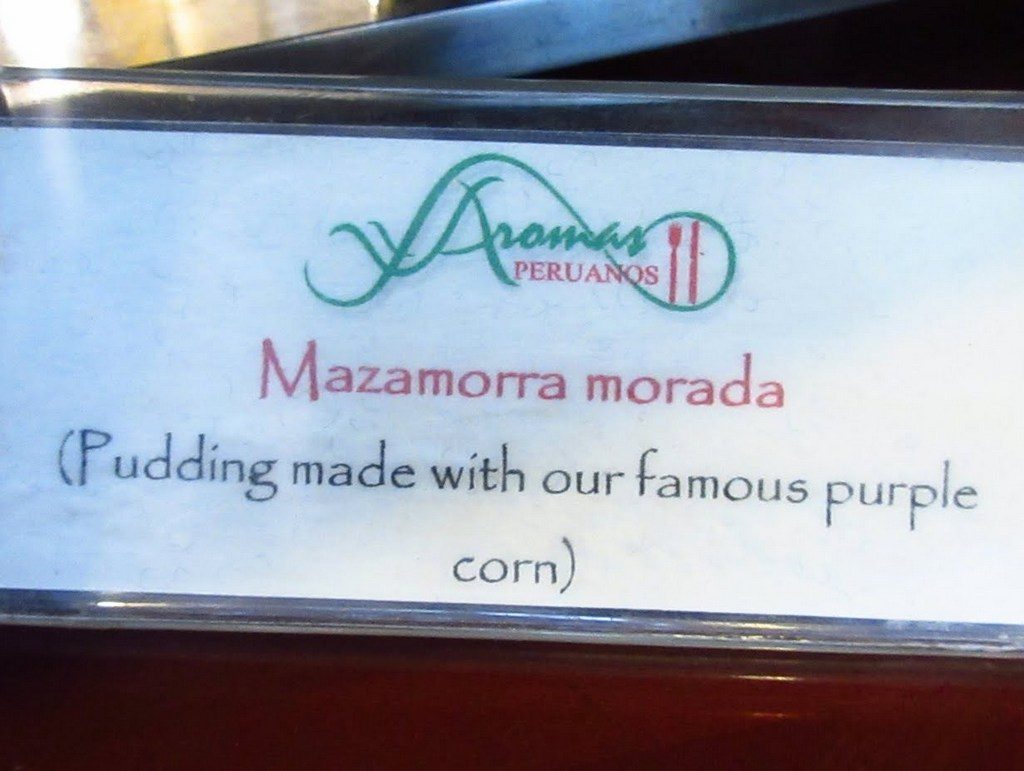 Aromas
PERUANOS
Mazamorra morada
(Pudding made with our famous purple
corn)